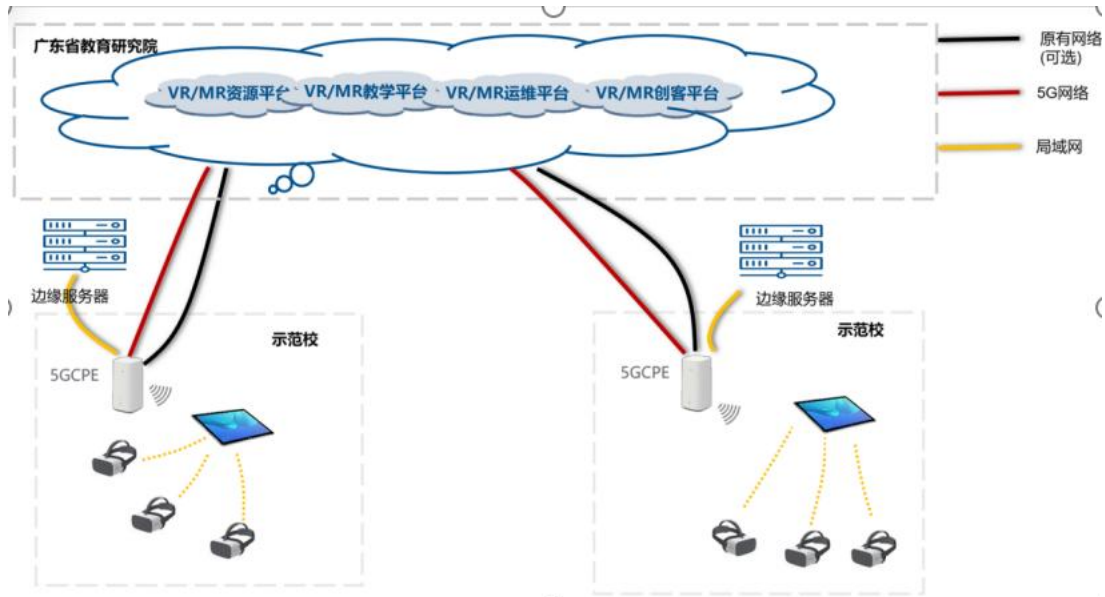 广东省教育研究院
VR/MR资源平台
VR/MR教学平台
VR/MR运维平台
VR/MR创客平台
原有网络
(可选)
5G网络
局域网
边缘服务器
边缘服务器
示范校
示范校
5GCPE
5GCPE